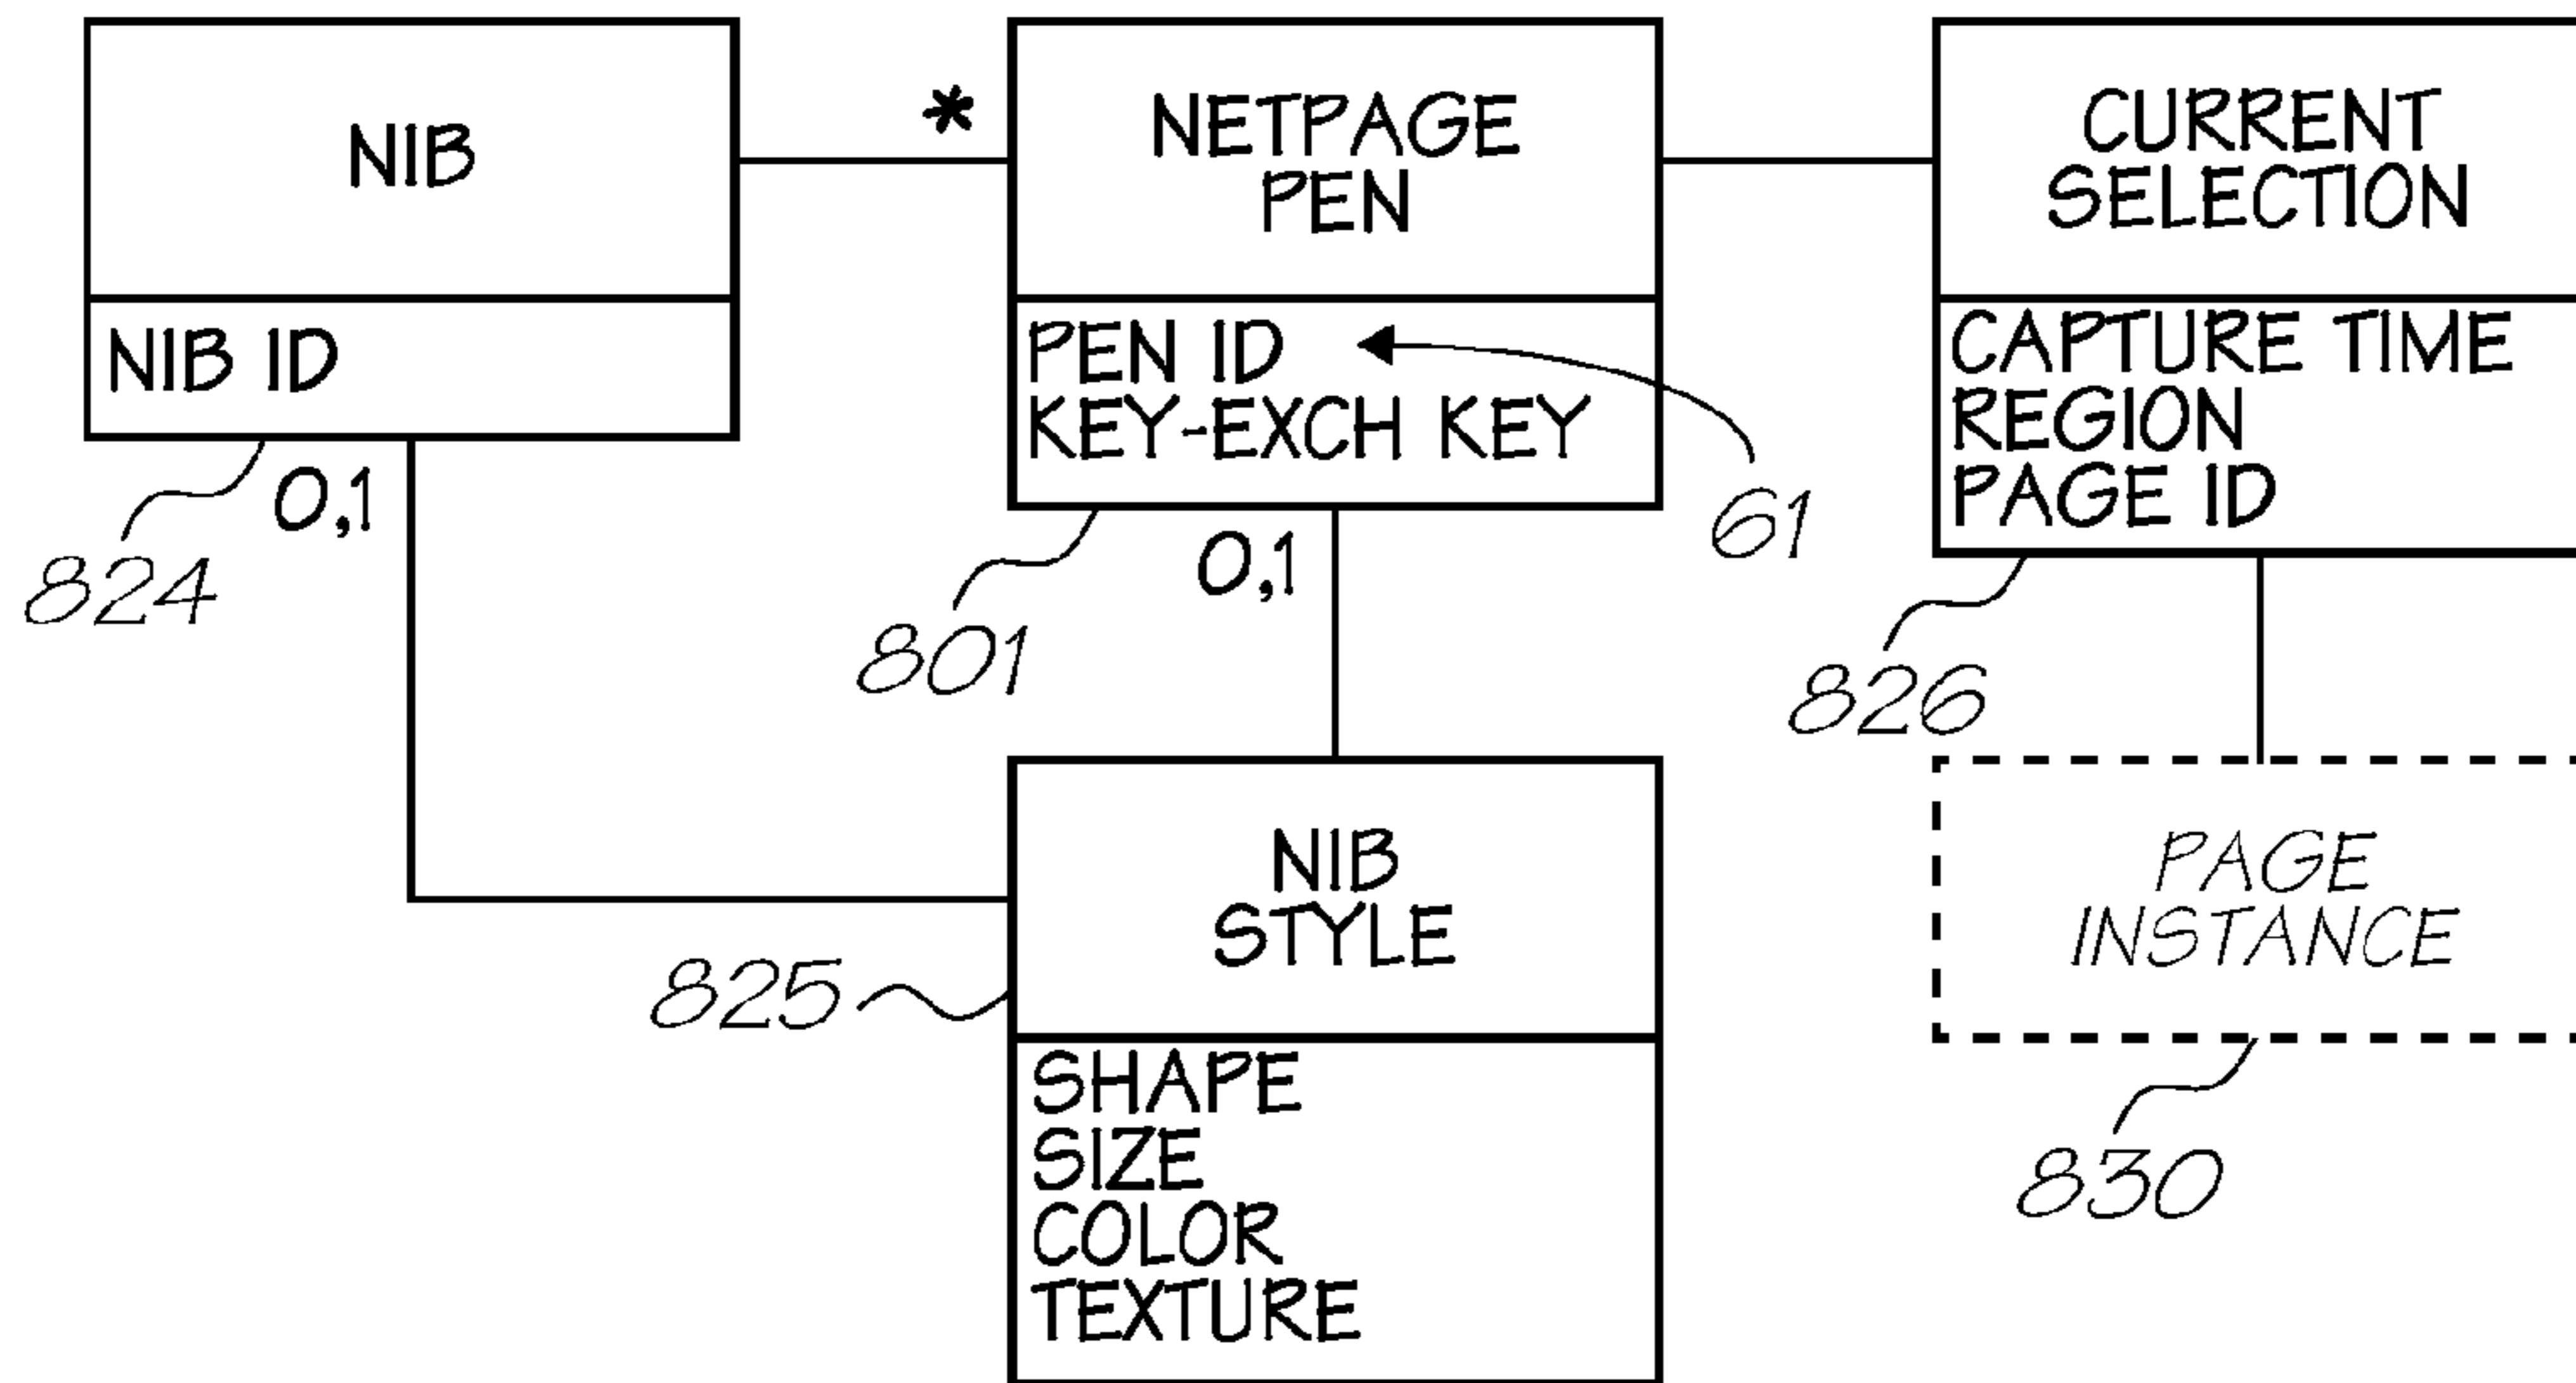 NIB
NIB ID
824
0,1
*
NETPAGE
PEN
PEN ID
KEY-EXCH KEY
61
801
0,1
CURRENT
SELECTION
CAPTURE TIME
REGION
PAGE ID
826
NIB
STYLE
825
SHAPE
SIZE
COLOR
TEXTURE
PAGE
INSTANCE
830